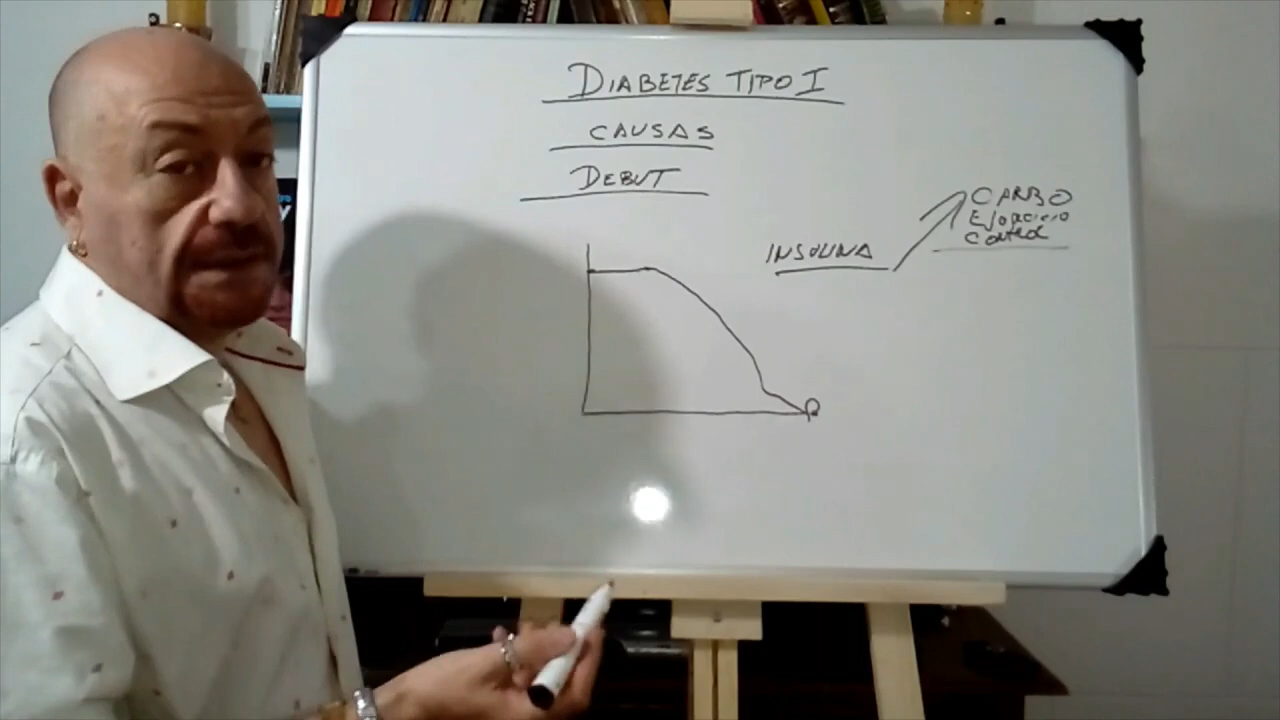 DIABETES TIPO I
CAUSAS
DEBUT
INSULINA
CARBO
Ejercicio
Control